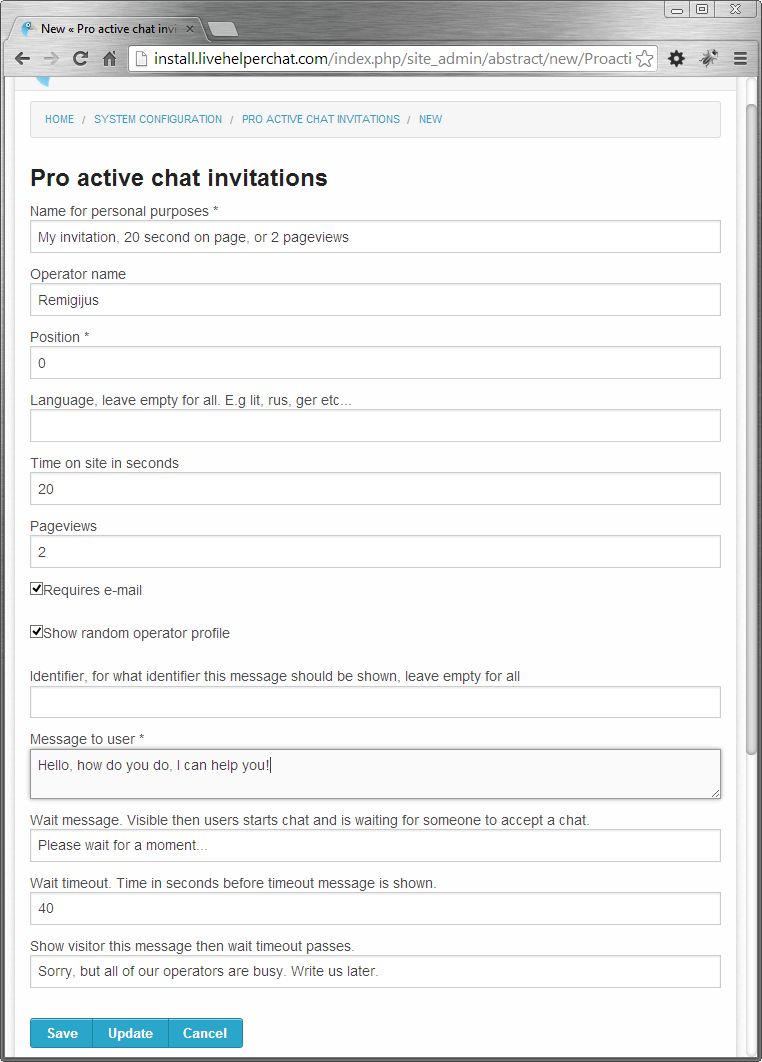 New « Pro active chat invi
install.livehelperchat.com/index.php/site_admin/abstract/new/Proacti
HOME / SYSTEM CONFIGURATION / PRO ACTIVE CHAT INVITATIONS / NEW
Pro active chat invitations
Name for personal purposes *
My invitation, 20 second on page, or 2 pageviews
Operator name
Remigijus
Position *
0
Language, leave empty for all. E.g lit, rus, ger etc...
Time on site in seconds
20
Pageviews
2
Requires e-mail
Show random operator profile
Identifier, for what identifier this message should be shown, leave empty for all
Message to user *
Hello, how do you do, I can help you!
Wait message. Visible then users starts chat and is waiting for someone to accept a chat.
Please wait for a moment...
Wait timeout. Time in seconds before timeout message is shown.
40
Show visitor this message then wait timeout passes.
Sorry, but all of our operators are busy. Write us later.
Save Update Cancel